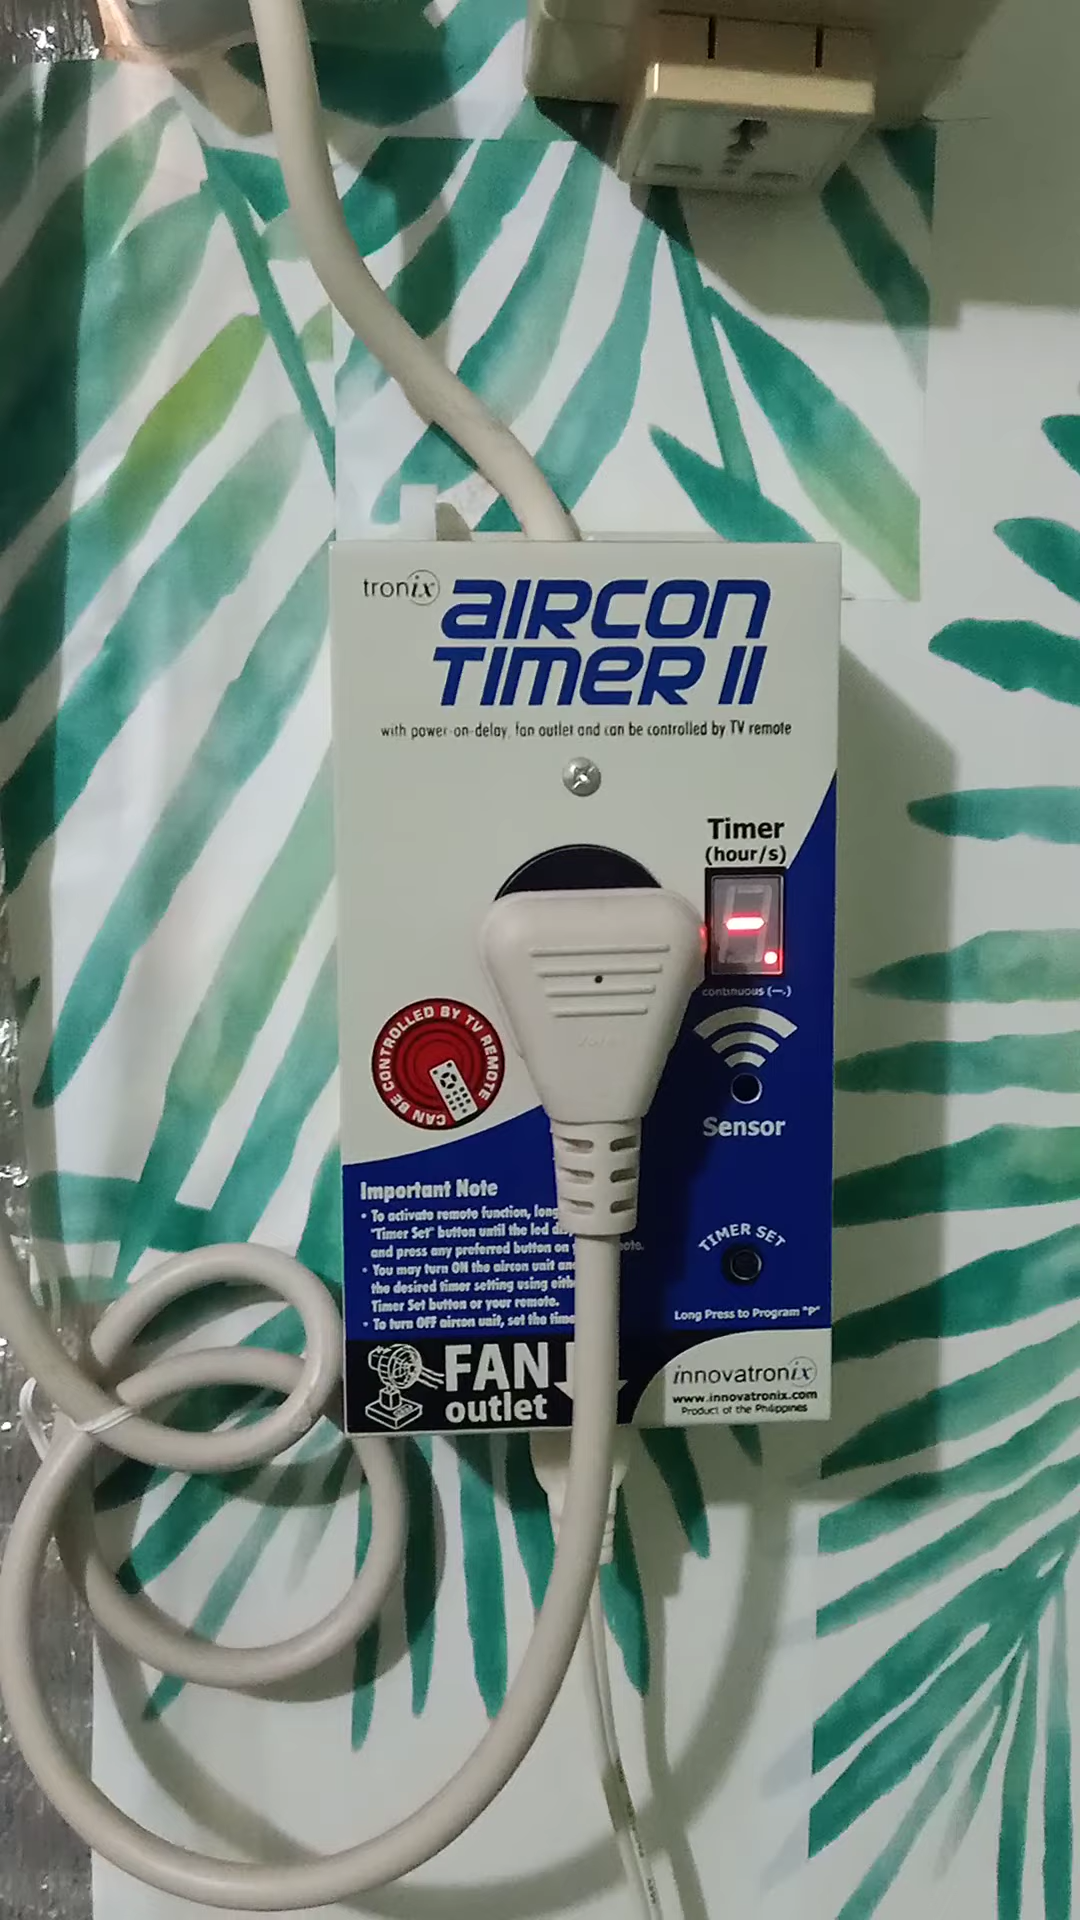 tronix
AIRCON
TIMER II
with power-on-delay, fan outlet and can be controlled by TV remote
Timer
(hour/s)
-.
continuous (—.)
CAN BE CONTROLLED BY TV REMOTE
Sensor
Important Note
• To activate remote function, long
"Timer Set" button until the led
and press any preferred button on
• You may turn ON the aircon unit
the desired timer setting using
Timer Set button or your remote.
• To turn OFF aircon unit, set the
TIMER SET
Long Press to Program "P"
FAN
outlet
innovatronix
www.innovatronix.com
Product of the Philippines